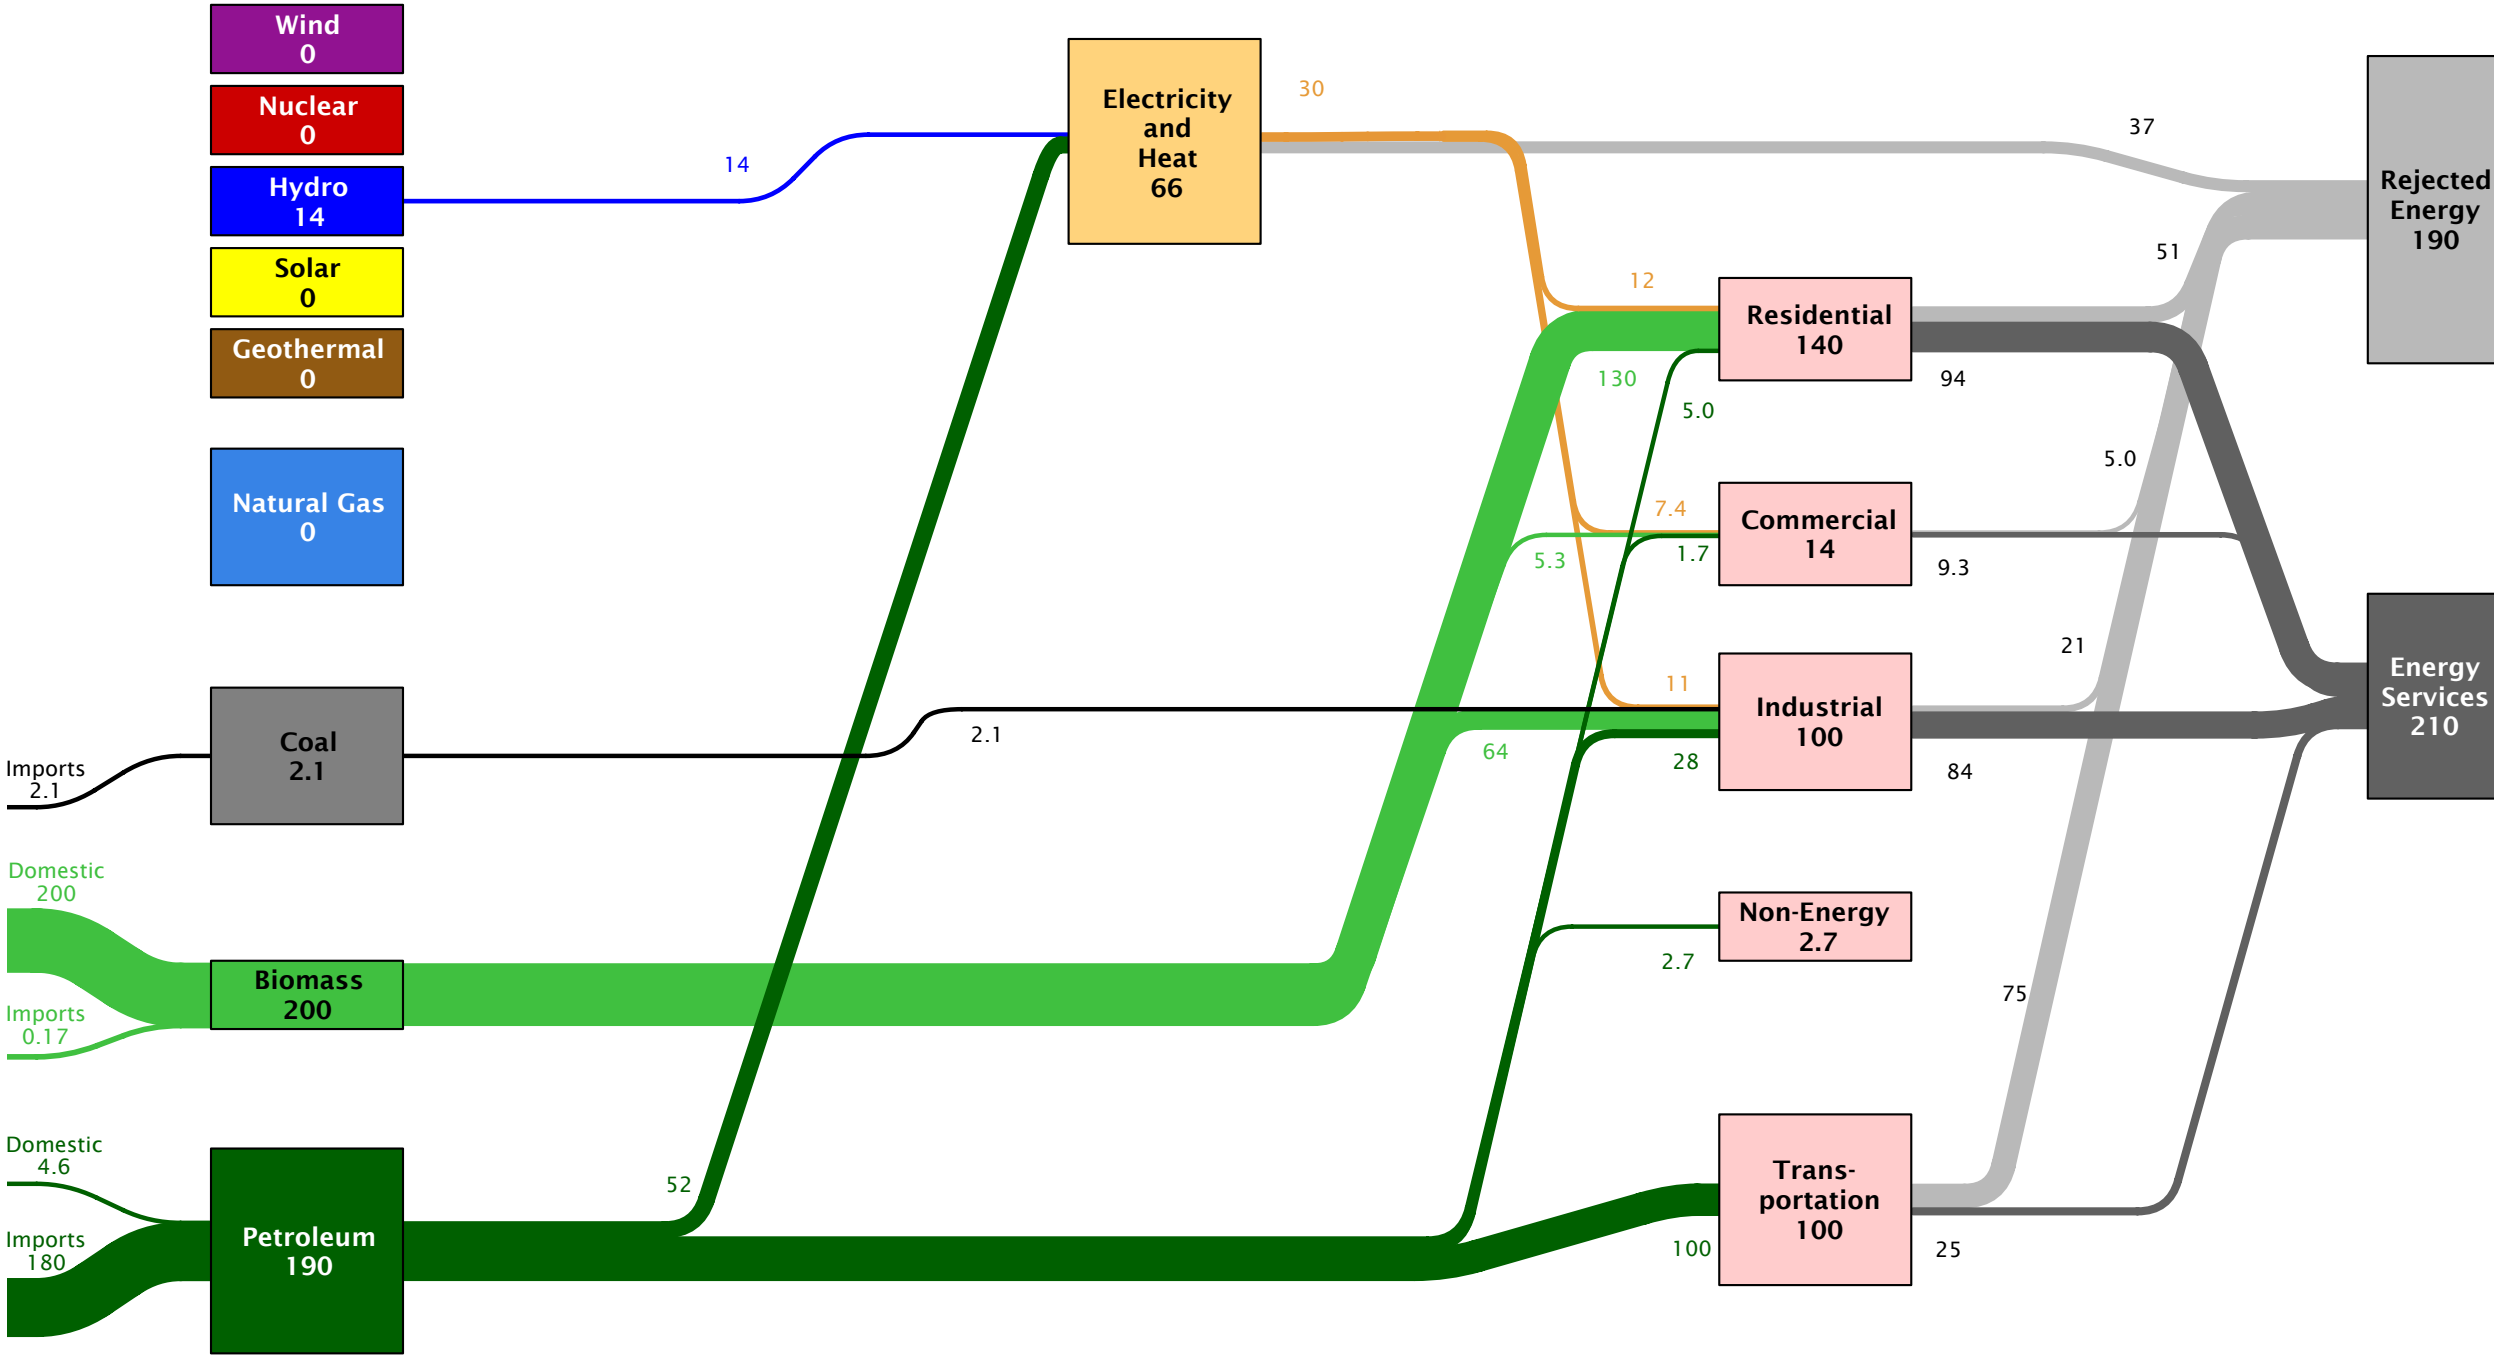 Wind
0
Nuclear
0
Hydro
14
Solar
0
Geothermal
0
Natural Gas
0
Coal
2.1
Imports
2.1
Domestic
200
Biomass
200
Imports
0.17
Domestic
4.6
Petroleum
190
Imports
180
14
52
2.1
Electricity
and
Heat
66
30
37
12
130
5.0
Residential
140
51
94
7.4
5.3
1.7
Commercial
14
5.0
9.3
11
64
28
Industrial
100
21
84
Non-Energy
2.7
2.7
100
Trans-
portation
100
75
25
Rejected
Energy
190
Energy
Services
210